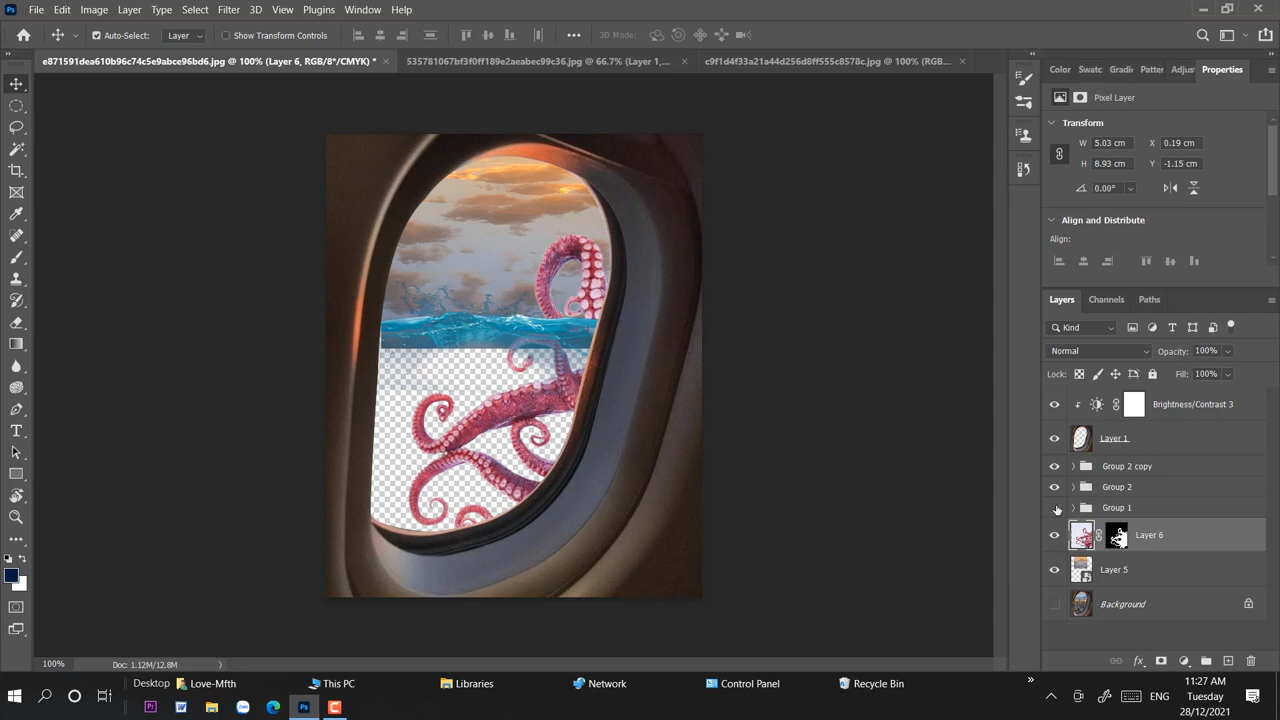 Ps File Edit Image Layer Type Select Filter 3D View Plugins Window Help
Auto-Select: Layer Show Transform Controls 3D Mode:
e871591dea610b96c74c5e9abce96bd6.jpg @ 100% (Layer 6, RGB/8*/CMYK) * 535781067bf3f0ff189e2aeabec99c36.jpg @ 66.7% (Layer 1,... c9f1d4f33a21a44d256d8ff555c8578c.jpg @ 100% (RGB...
Color Swatc Gradi Patter Adjus Properties
Pixel Layer
Transform
W 5.03 cm X 0.19 cm
H 8.93 cm Y -1.15 cm
0.00°
Align and Distribute
Align:
Layers Channels Paths
Kind
Normal Opacity: 100%
Lock: Fill: 100%
Brightness/Contrast 3
Layer 1
Group 2 copy
Group 2
Group 1
Layer 6
Layer 5
Background
fx
100% Doc: 1.12M/12.8M
Desktop Love-Mfth This PC Libraries Network Control Panel Recycle Bin
11:27 AM
ENG Tuesday
28/12/2021
Pr W Ps